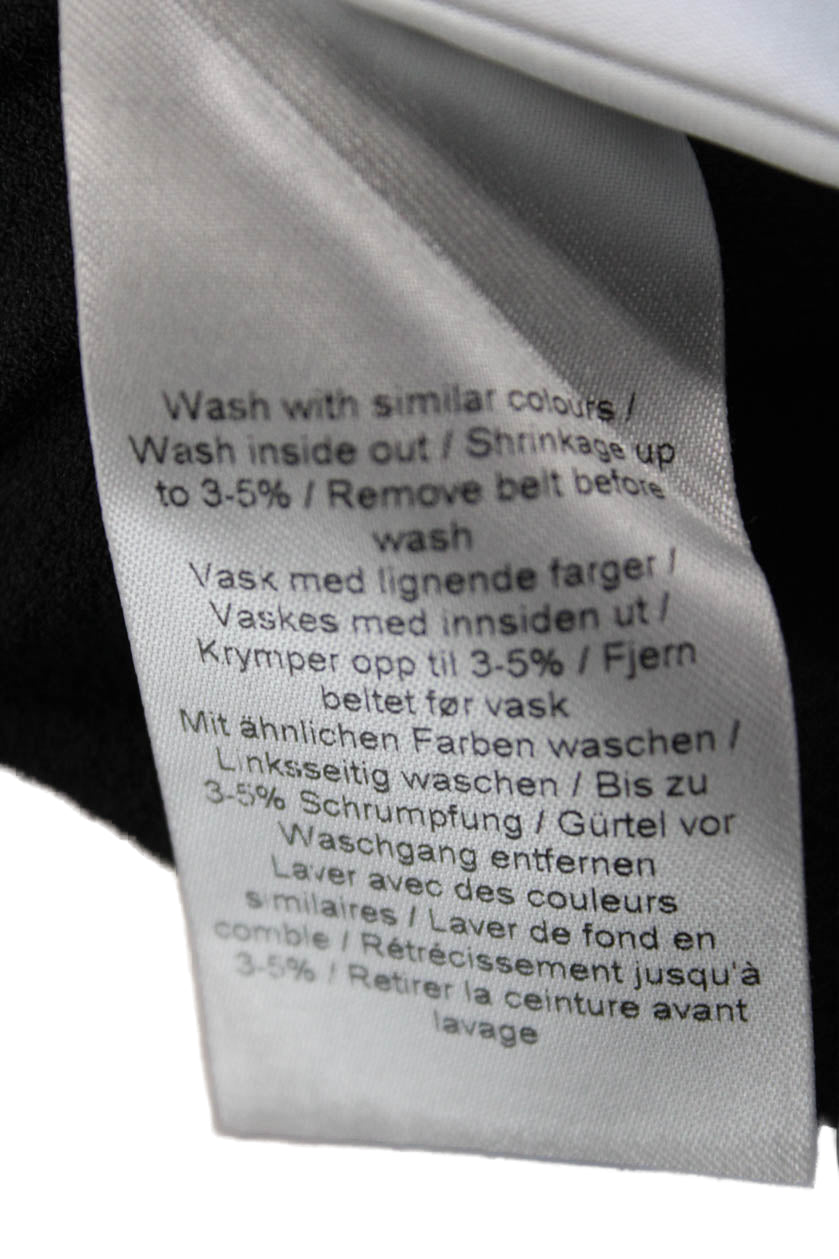 Wash with similar colours /
Wash inside out / Shrinkage up
to 3-5% / Remove belt before
wash
Vask med lignende farger /
Vaskes med innsiden ut /
Krymper opp til 3-5% / Fjern
beltet før vask
Mit ähnlichen Farben waschen /
Linksseitig waschen / Bis zu
3-5% Schrumpfung / Gürtel vor
Waschgang entfernen
Laver avec des couleurs
similaires / Laver de fond en
comble / Rétrécissement jusqu'à
3-5% / Retirer la ceinture avant
lavage